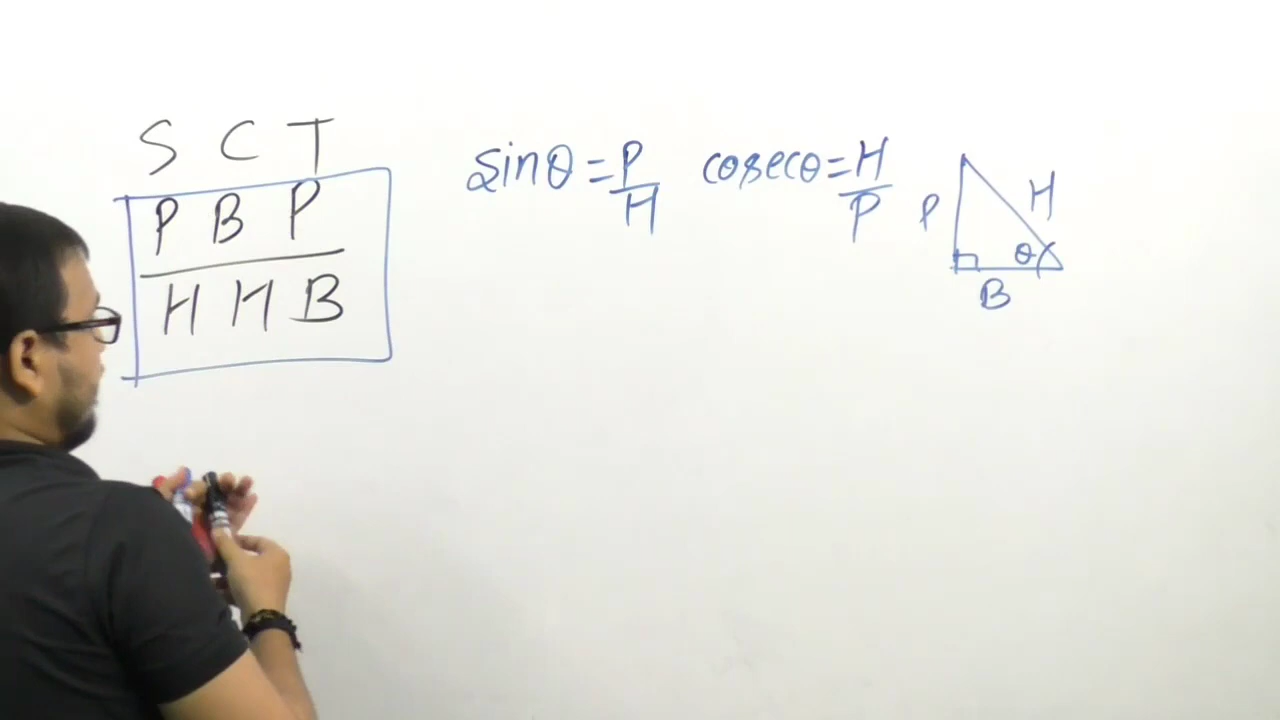 S C T
P B P
H H B
sinθ = P/H
cosecθ = H/P
P
H
θ
B